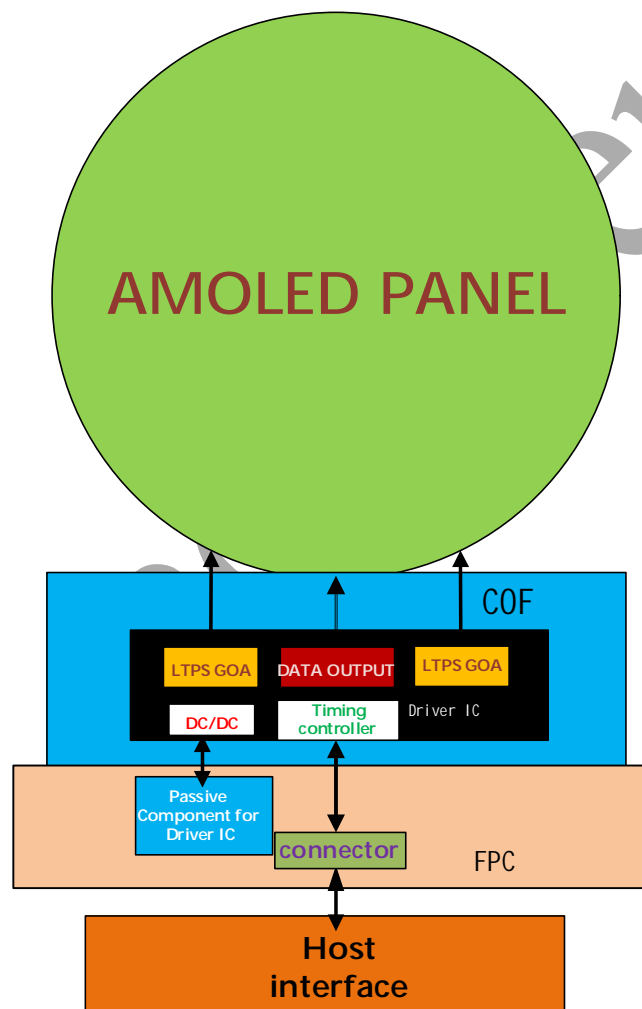 AMOLED PANEL
COF
LTPS GOA
DATA OUTPUT
LTPS GOA
DC/DC
Timing
controller
Driver IC
Passive
Component for
Driver IC
connector
FPC
Host
interface